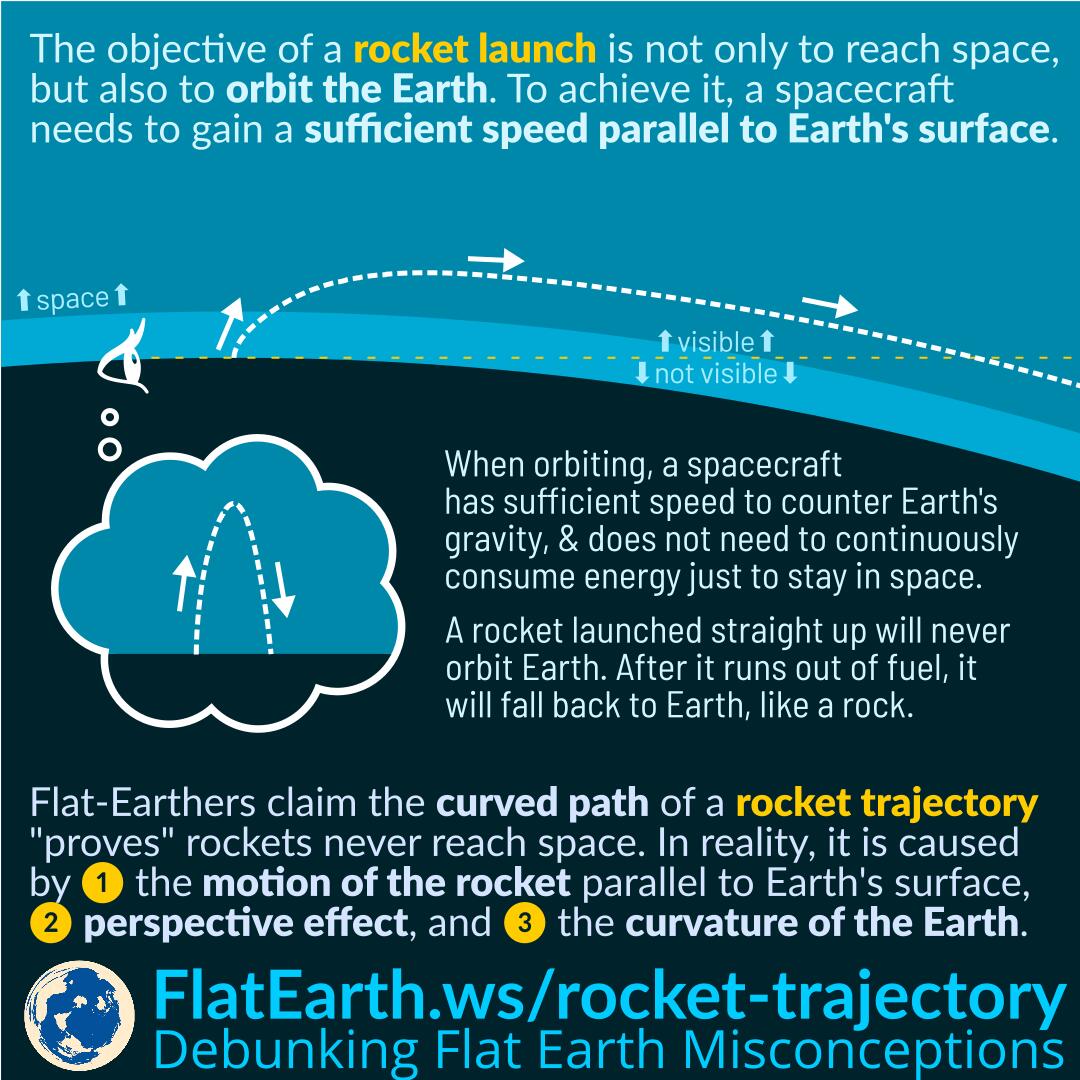 The objective of a rocket launch is not only to reach space,
but also to orbit the Earth. To achieve it, a spacecraft
needs to gain a sufficient speed parallel to Earth's surface.
⬆space⬆
⬆visible⬆
⬇not visible⬇
When orbiting, a spacecraft
has sufficient speed to counter Earth's
gravity, & does not need to continuously
consume energy just to stay in space.
A rocket launched straight up will never
orbit Earth. After it runs out of fuel, it
will fall back to Earth, like a rock.
Flat-Earthers claim the curved path of a rocket trajectory
"proves" rockets never reach space. In reality, it is caused
by 1 the motion of the rocket parallel to Earth's surface,
2 perspective effect, and 3 the curvature of the Earth.
FlatEarth.ws/rocket-trajectory
Debunking Flat Earth Misconceptions